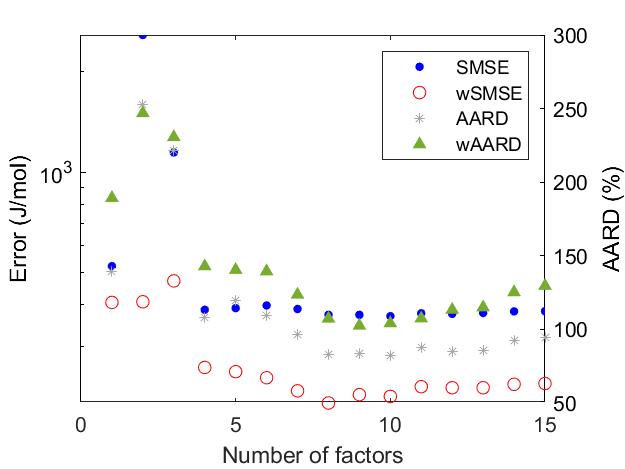 300
250
200
150
100
50
10^3
Error (J/mol)
AARD (%)
SMSE
wSMSE
AARD
wAARD
0 5 10 15
Number of factors